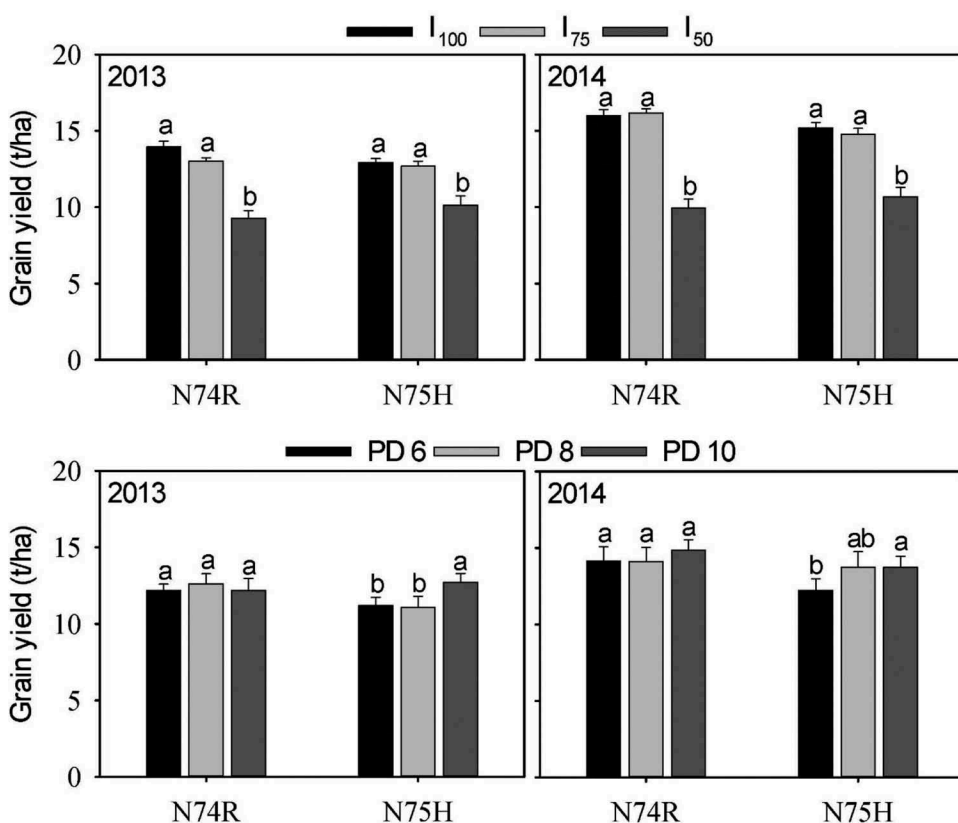 I100 I75 I50
Grain yield (t/ha)
20
15
10
5
0
2013
a a b
a a b
N74R N75H
2014
a a b
a a b
N74R N75H
PD 6 PD 8 PD 10
Grain yield (t/ha)
20
15
10
5
0
2013
a a a
b b a
N74R N75H
2014
a a a
b ab a
N74R N75H